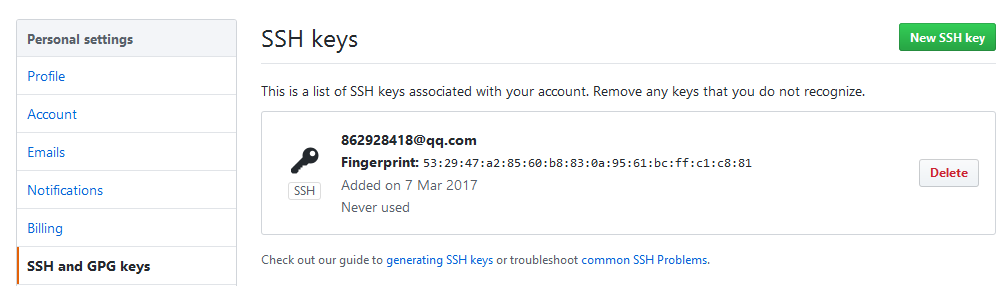 Personal settings
Profile
Account
Emails
Notifications
Billing
SSH and GPG keys
SSH keys
New SSH key
This is a list of SSH keys associated with your account. Remove any keys that you do not recognize.
862928418@qq.com
Fingerprint: 53:29:47:a2:85:60:b8:83:0a:95:61:bc:ff:c1:c8:81
SSH
Added on 7 Mar 2017
Never used
Delete
Check out our guide to generating SSH keys or troubleshoot common SSH Problems.